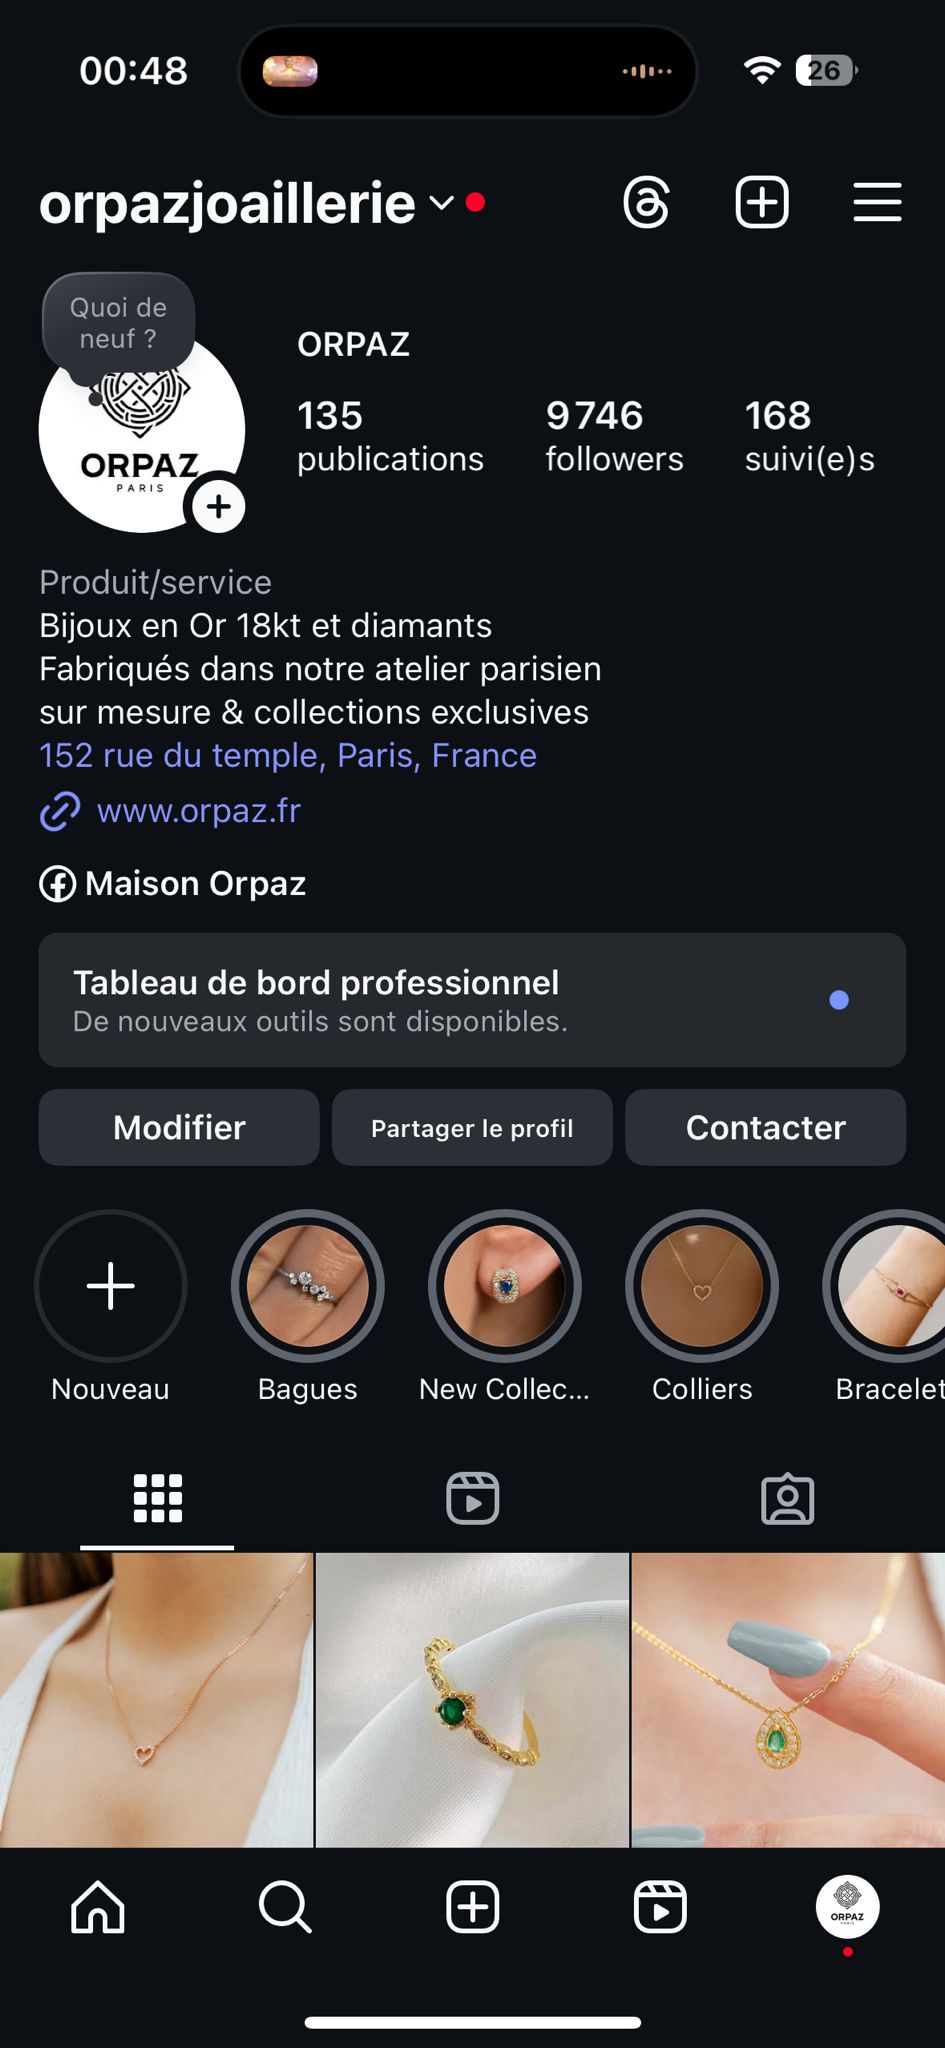 00:48
26
orpazjoaillerie
Quoi de
neuf ?
ORPAZ
PARIS
ORPAZ
135
publications
9 746
followers
168
suivi(e)s
Produit/service
Bijoux en Or 18kt et diamants
Fabriqués dans notre atelier parisien
sur mesure & collections exclusives
152 rue du temple, Paris, France
www.orpaz.fr
Maison Orpaz
Tableau de bord professionnel
De nouveaux outils sont disponibles.
Modifier
Partager le profil
Contacter
Nouveau
Bagues
New Collec...
Colliers
Bracelet
ORPAZ
PARIS